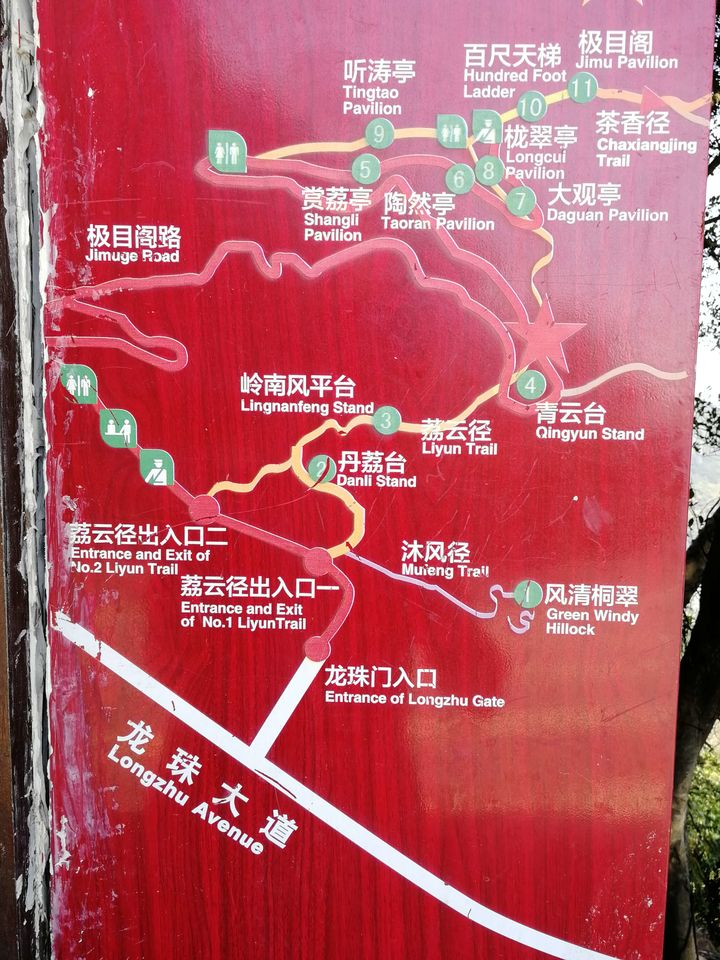 极目阁
Jimu Pavilion
百尺天梯
Hundred Foot
Ladder
听涛亭
Tingtao
Pavilion
11
10
9
茶香径
Chaxiangjing
Trail
栊翠亭
Longcui
Pavilion
8
5
6
7
大观亭
Daguan Pavilion
赏荔亭
Shangli
Pavilion
陶然亭
Taoran Pavilion
极目阁路
Jimuge Road
岭南风平台
Lingnanfeng Stand
3
4
青云台
Qingyun Stand
荔云径
Liyun Trail
2
丹荔台
Danli Stand
荔云径出入口二
Entrance and Exit of
No.2 Liyun Trail
沐风径
Mufeng Trail
荔云径出入口一
Entrance and Exit
of No.1 LiyunTrail
1
风清桐翠
Green Windy
Hillock
龙珠门入口
Entrance of Longzhu Gate
龙珠大道
Longzhu Avenue